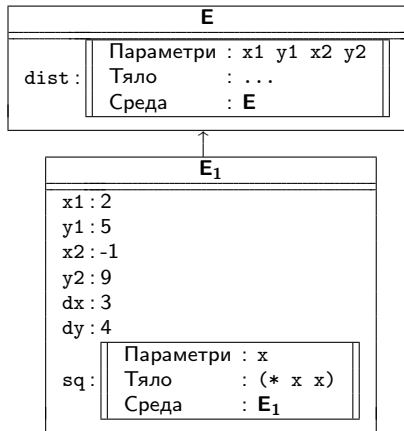 E
Параметри : x1 y1 x2 y2
dist : Тяло : ...
Среда : E
E₁
x1 : 2
y1 : 5
x2 : -1
y2 : 9
dx : 3
dy : 4
Параметри : x
sq : Тяло : (* x x)
Среда : E₁